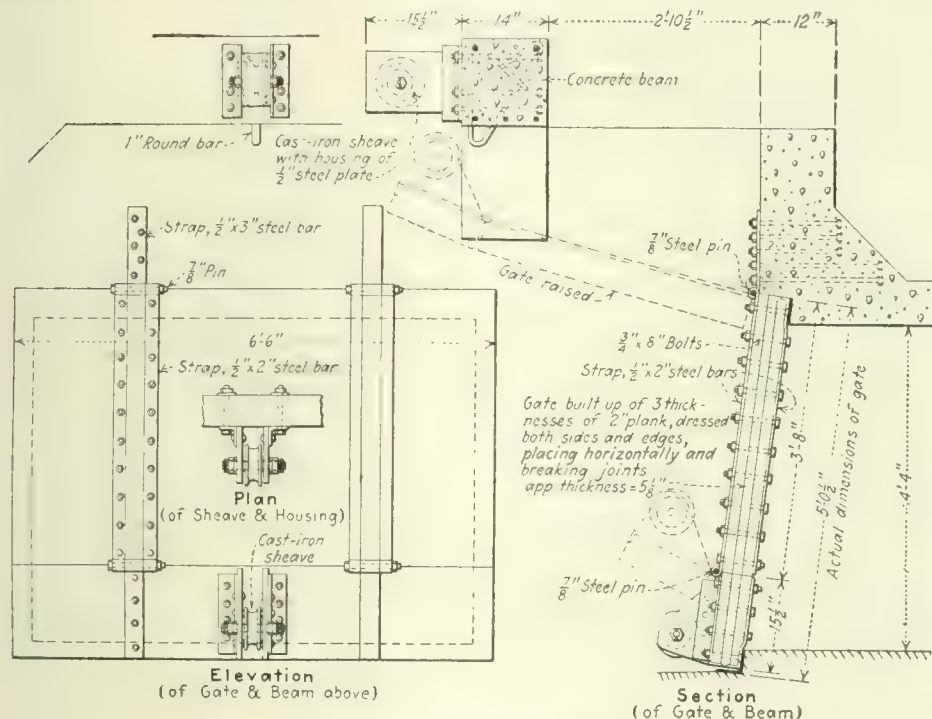 15½" 14" 2'-10½" 12"
Concrete beam
1" Round bar
Cast-iron sheave
with housing of
½" steel plate
Strap, ½"x3" steel bar
⅞" Pin
⅞" Steel pin
Gate raised
6'-6"
Strap, ½"x2" steel bar
¾"x 8" Bolts
Strap, ½"x2" steel bars
Gate built up of 3 thick-
nesses of 2" plank, dressed
both sides and edges,
placing horizontally and
breaking joints
app thickness=5⅛"
3'-8"
5'-0½"
Actual dimensions of gate
4'-4"
Plan
(of Sheave & Housing)
Cast-iron
sheave
⅞" Steel pin
15½"
Elevation
(of Gate & Beam above)
Section
(of Gate & Beam)